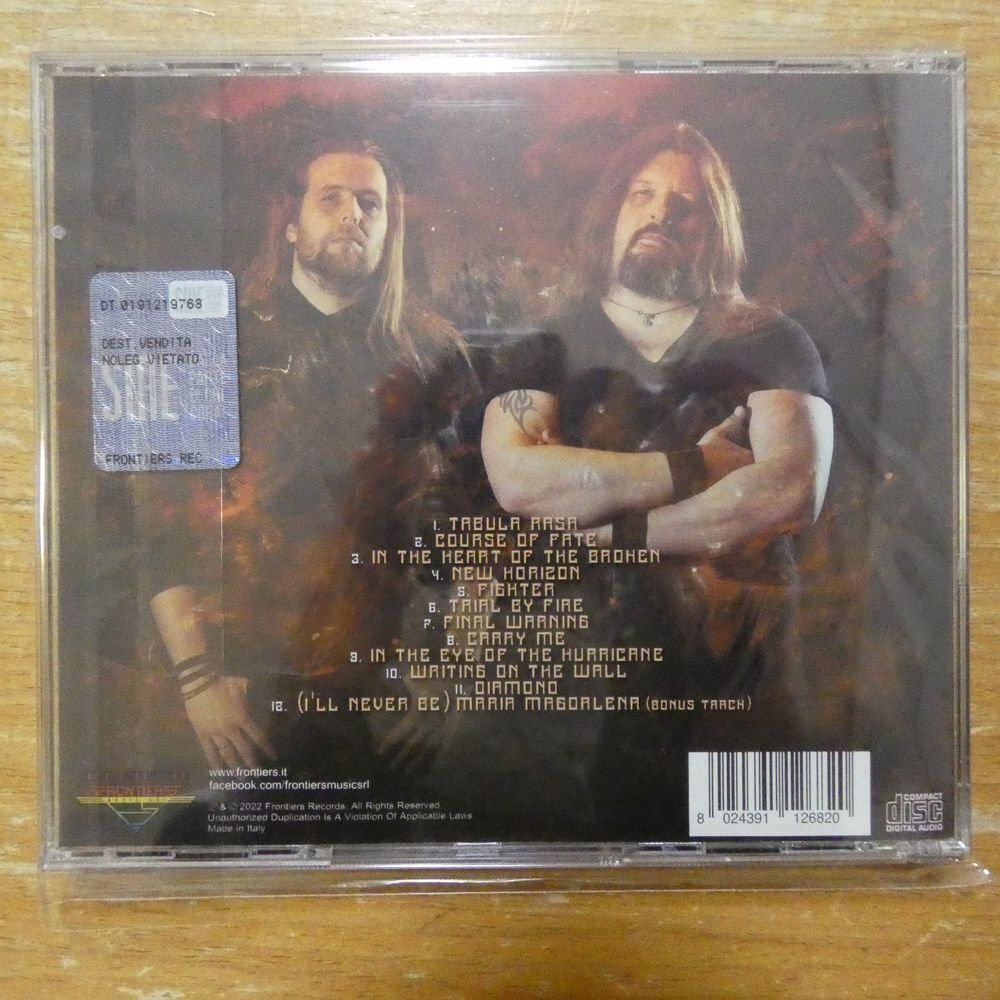 DT 0191219768
DEST.VENDITA
NOLEG.VIETATO
SIAE
FRONTIERS REC
1. TABULA RASA
2. COURSE OF FATE
3. IN THE HEART OF THE BROKEN
4. NEW HORIZON
5. FIGHTER
6. TRIAL BY FIRE
7. FINAL WARNING
8. CARRY ME
9. IN THE EYE OF THE HURRICANE
10. WRITING ON THE WALL
11. DIAMOND
12. (I'LL NEVER BE) MARIA MAGDALENA (BONUS TRACK)
FRONTIERS
www.frontiers.it
facebook.com/frontiersmusicsrl
℗ & © 2022 Frontiers Records. All Rights Reserved.
Unauthorized Duplication Is A Violation Of Applicable Laws
Made in Italy
8 024391 126820
COMPACT
disc
DIGITAL AUDIO